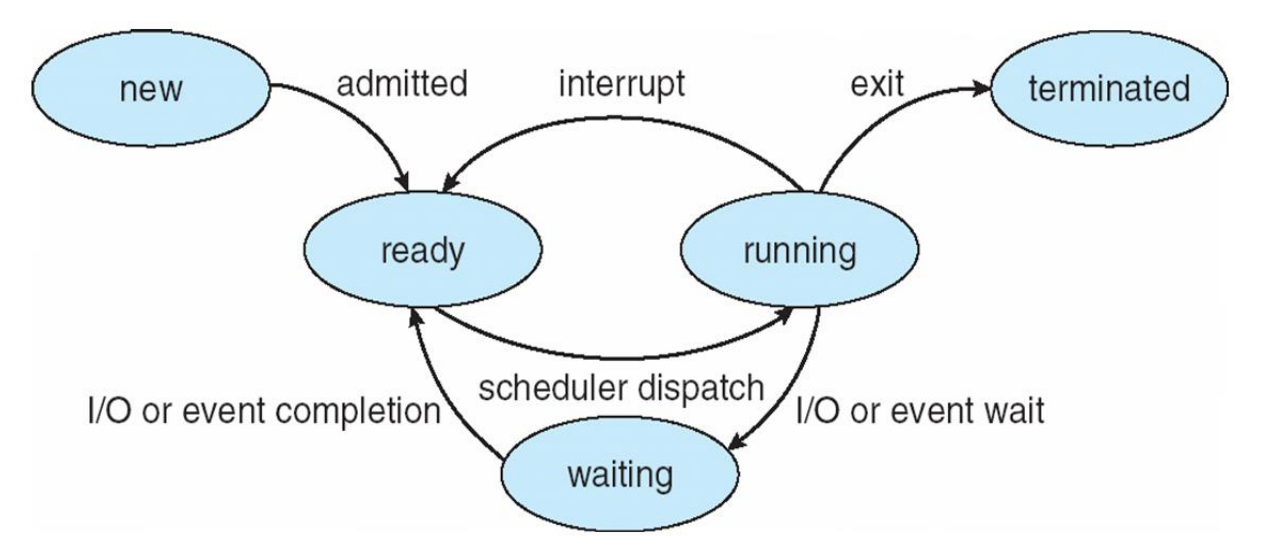 new
admitted
interrupt
exit
terminated
ready
running
scheduler dispatch
I/O or event completion
I/O or event wait
waiting